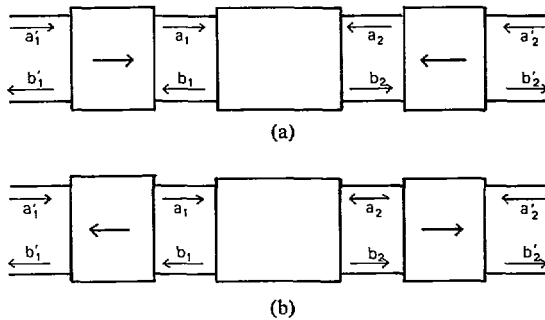 a'₁ a₁ a₂ a'₂
b'₁ b₁ b₂ b'₂
(a)
a'₁ a₁ a₂ a'₂
b'₁ b₁ b₂ b'₂
(b)